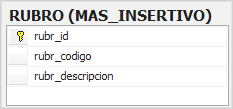 RUBRO (MAS_INSERTIVO)
rubr_id
rubr_codigo
rubr_descripcion